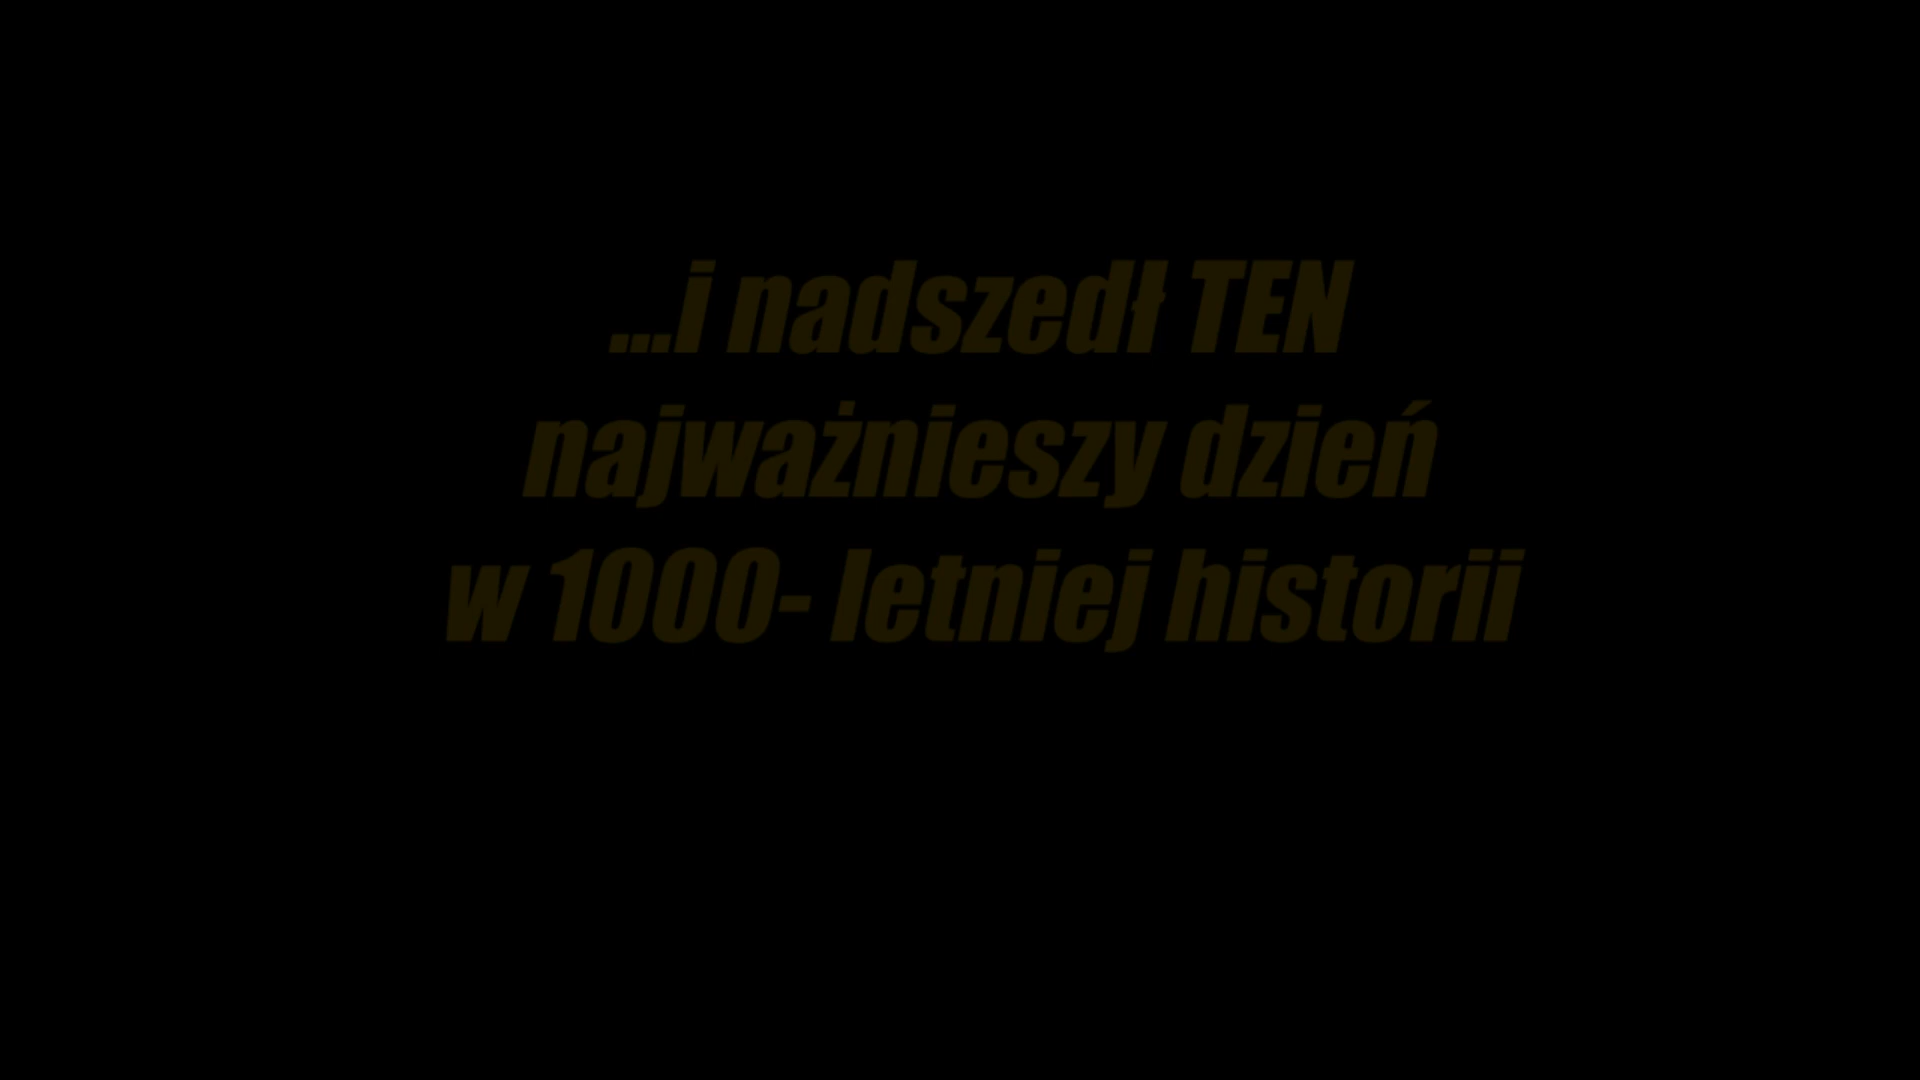 ...i nadszedł TEN
najważnieszy dzień
w 1000- letniej historii